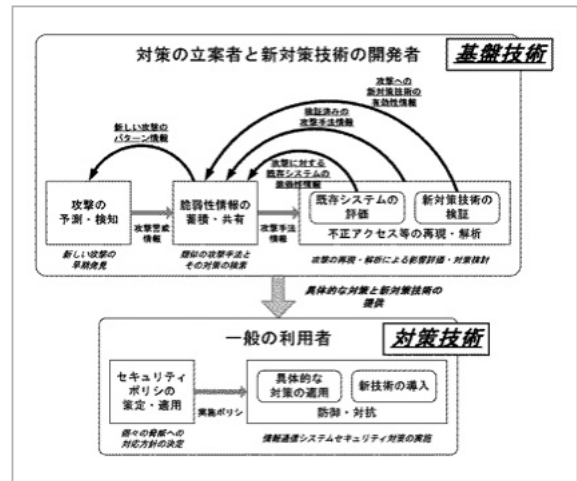 対策の立案者と新対策技術の開発者
基盤技術
攻撃への
新対策技術の
有効性情報
検証済みの
攻撃手法情報
新しい攻撃の
パターン情報
攻撃に対する
既存システムの
脆弱性情報
攻撃の
予測・検知
攻撃警戒
情報
脆弱性情報の
蓄積・共有
攻撃手法
情報
既存システムの
評価
新対策技術の
検証
不正アクセス等の再現・解析
新しい攻撃の
早期発見
類似の攻撃手法と
その対策の検索
攻撃の再現・解析による影響評価・対策検討
具体的な対策と新対策技術の
提供
一般の利用者
対策技術
セキュリティ
ポリシの
策定・適用
実施ポリシ
具体的な
対策の適用
新技術の導入
防御・対抗
個々の脅威への
対応方針の決定
情報通信システムセキュリティ対策の実施